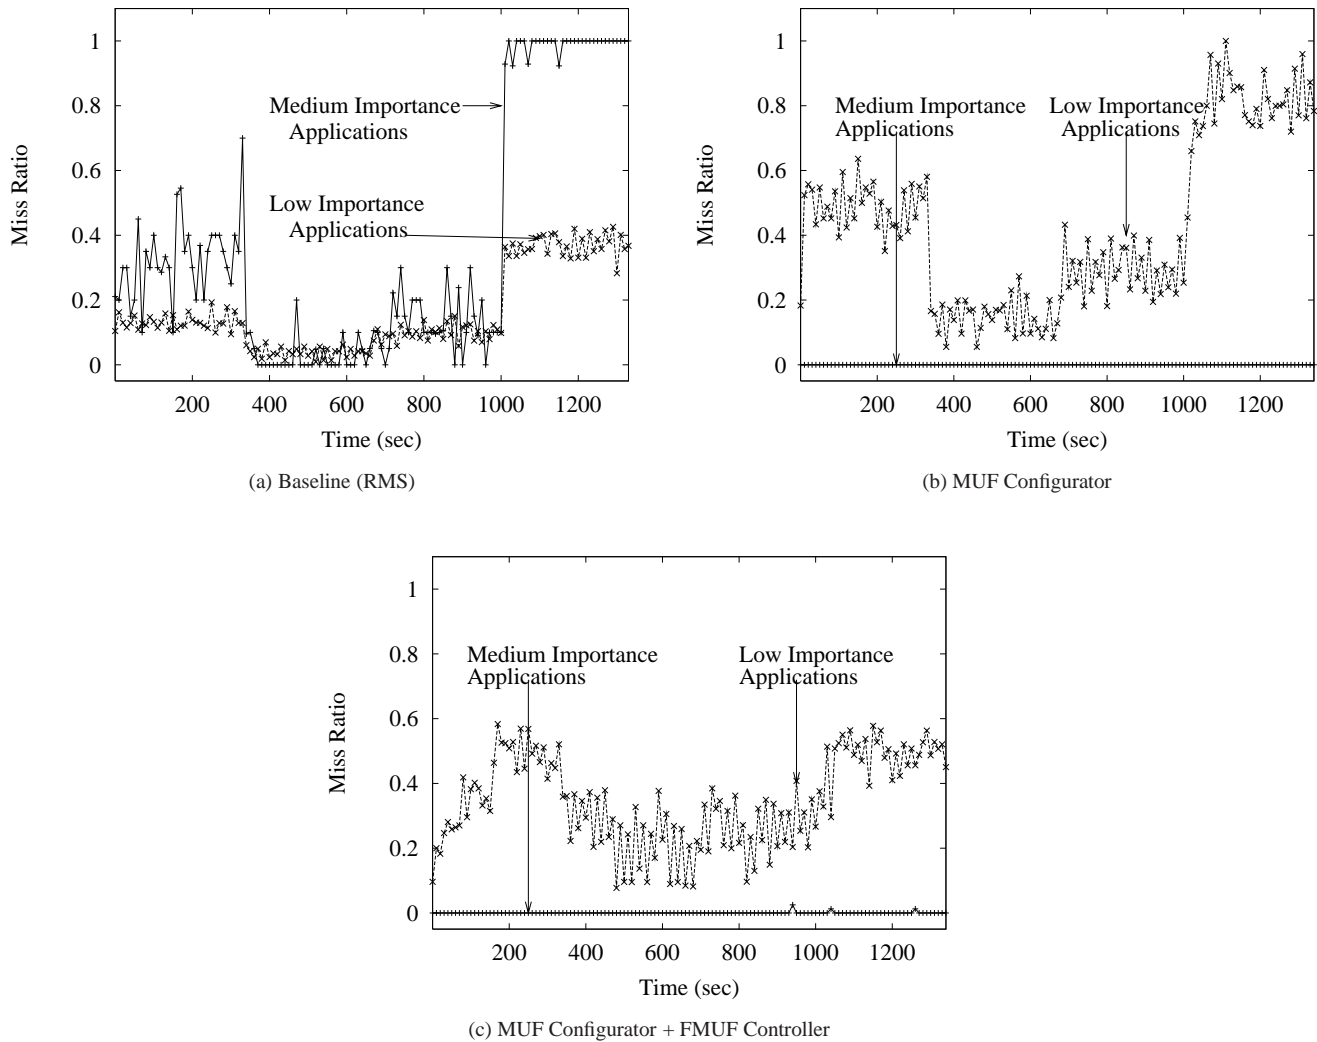 1
0.8
0.6
0.4
0.2
0
Miss Ratio
Medium Importance
Applications
Low Importance
Applications
200 400 600 800 1000 1200
Time (sec)
(a) Baseline (RMS)
1
0.8
0.6
0.4
0.2
0
Miss Ratio
Medium Importance
Applications
Low Importance
Applications
200 400 600 800 1000 1200
Time (sec)
(b) MUF Configurator
1
0.8
0.6
0.4
0.2
0
Miss Ratio
Medium Importance
Applications
Low Importance
Applications
200 400 600 800 1000 1200
Time (sec)
(c) MUF Configurator + FMUF Controller